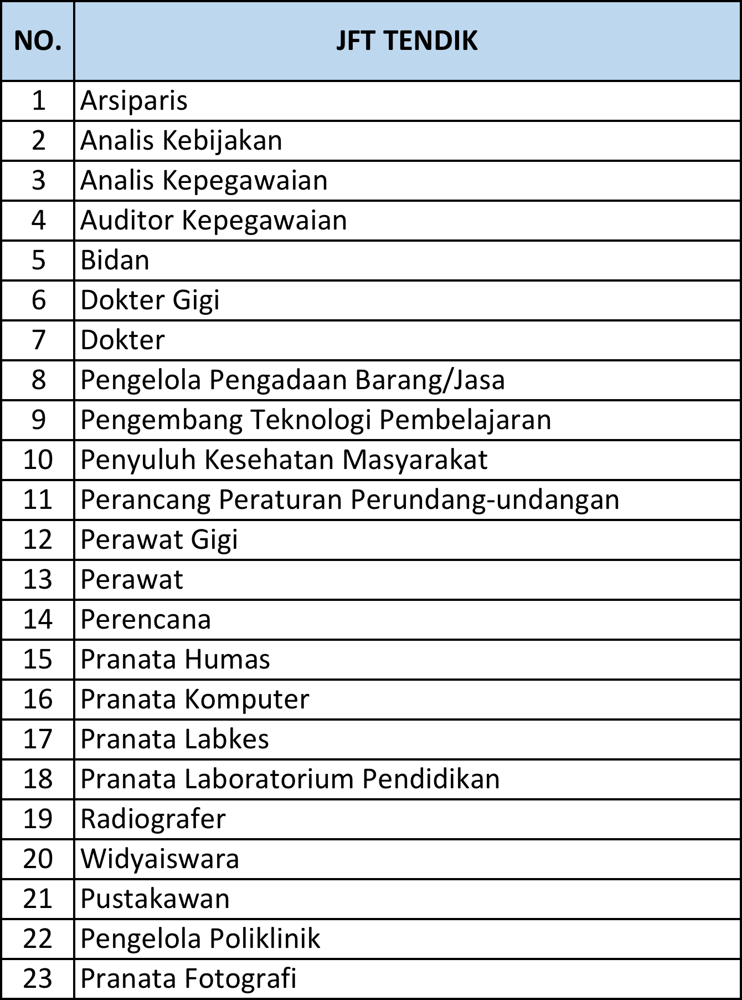 NO. JFT TENDIK
1 Arsiparis
2 Analis Kebijakan
3 Analis Kepegawaian
4 Auditor Kepegawaian
5 Bidan
6 Dokter Gigi
7 Dokter
8 Pengelola Pengadaan Barang/Jasa
9 Pengembang Teknologi Pembelajaran
10 Penyuluh Kesehatan Masyarakat
11 Perancang Peraturan Perundang-undangan
12 Perawat Gigi
13 Perawat
14 Perencana
15 Pranata Humas
16 Pranata Komputer
17 Pranata Labkes
18 Pranata Laboratorium Pendidikan
19 Radiografer
20 Widyaiswara
21 Pustakawan
22 Pengelola Poliklinik
23 Pranata Fotografi